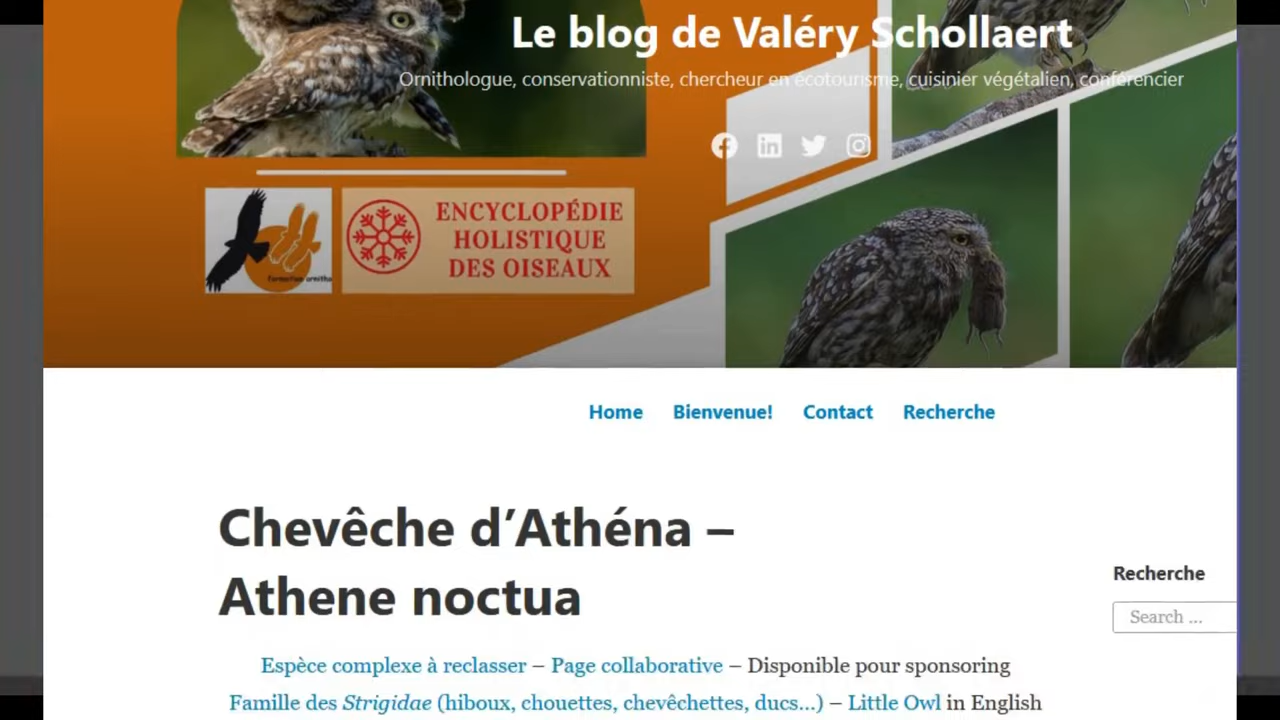 Le blog de Valéry Schollaert
Ornithologue, conservationniste, chercheur en écotourisme, cuisinier végétalien, conférencier
formation ornitho
ENCYCLOPÉDIE
HOLISTIQUE
DES OISEAUX
Home Bienvenue! Contact Recherche
Chevêche d’Athéna –
Athene noctua
Recherche
Search ...
Espèce complexe à reclasser – Page collaborative – Disponible pour sponsoring
Famille des Strigidae (hiboux, chouettes, chevêchettes, ducs...) – Little Owl in English